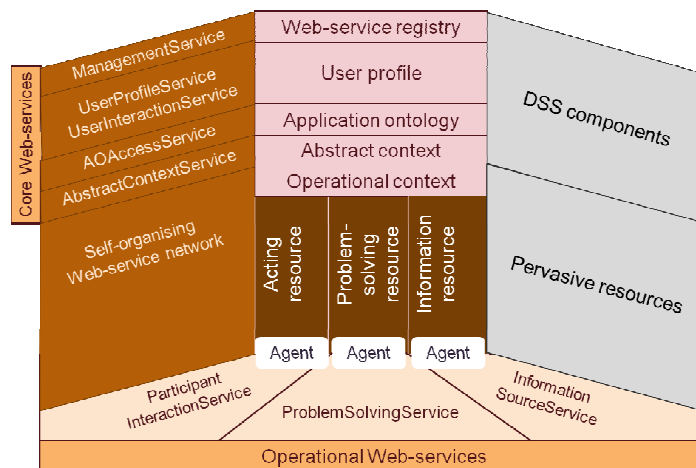 Core Web-services
ManagementService
UserProfileService
UserInteractionService
AOAccessService
AbstractContextService
Self-organising
Web-service network
Web-service registry
User profile
Application ontology
Abstract context
Operational context
Acting
resource
Problem-
solving
resource
Information
resource
Agent
Agent
Agent
DSS components
Pervasive resources
Participant
InteractionService
ProblemSolvingService
Information
SourceService
Operational Web-services